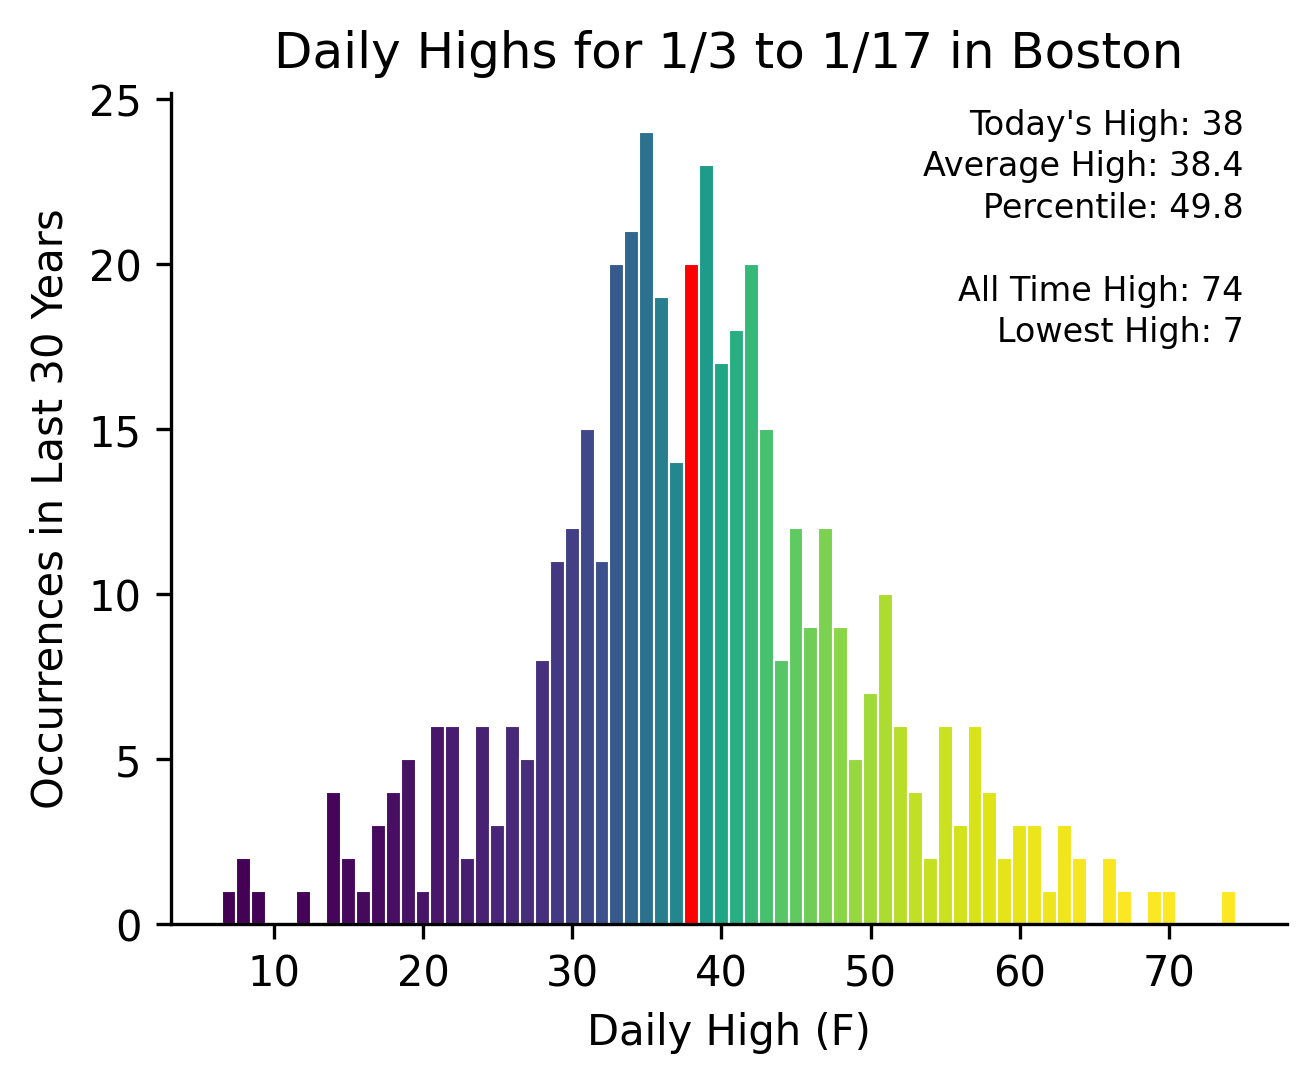 Daily Highs for 1/3 to 1/17 in Boston
Today's High: 38
Average High: 38.4
Percentile: 49.8
All Time High: 74
Lowest High: 7
Occurrences in Last 30 Years
25
20
15
10
5
0
10 20 30 40 50 60 70
Daily High (F)